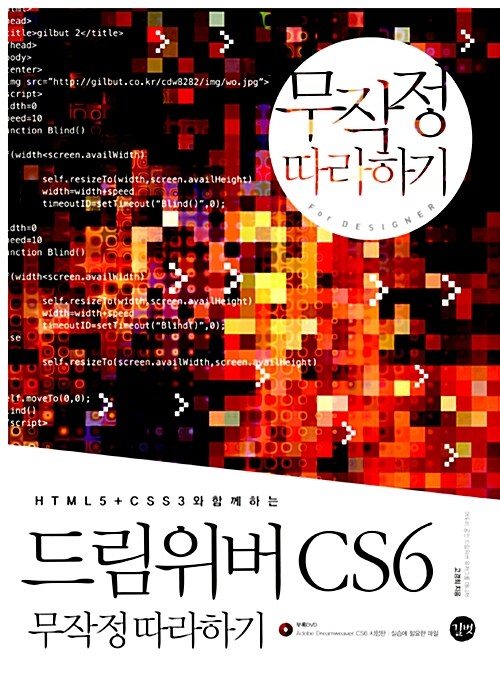 head>
title>gilbut 2</title>
/head>
body>
center>
img src="http://gilbut.co.kr/cdw8282/img/wo.jpg">
script>
idth=0
peed=10
unction Blind()
(width<screen.availWidth)
self.resizeTo(width,screen.availHeight)
width=width+speed
timeoutID=setTimeout("Blind()",0);
무작정
따라하기
For DESIGNER
idth=0
peed=10
unction Blind()
(width<screen.availWidth)
self.resizeTo(width,screen.availHeight)
width=width+speed
timeoutID=setTimeout("Blind()",0);
lse
self.resizeTo(screen.availWidth,screen.availHeight)
elf.moveTo(0,0);
lind()
/script>
HTML5+CSS3와 함께하는
드림위버 CS6
무작정 따라하기
부록DVD
Adobe Dreamweaver CS6 시험판 | 실습에 필요한 파일
고경희 지음
길벗